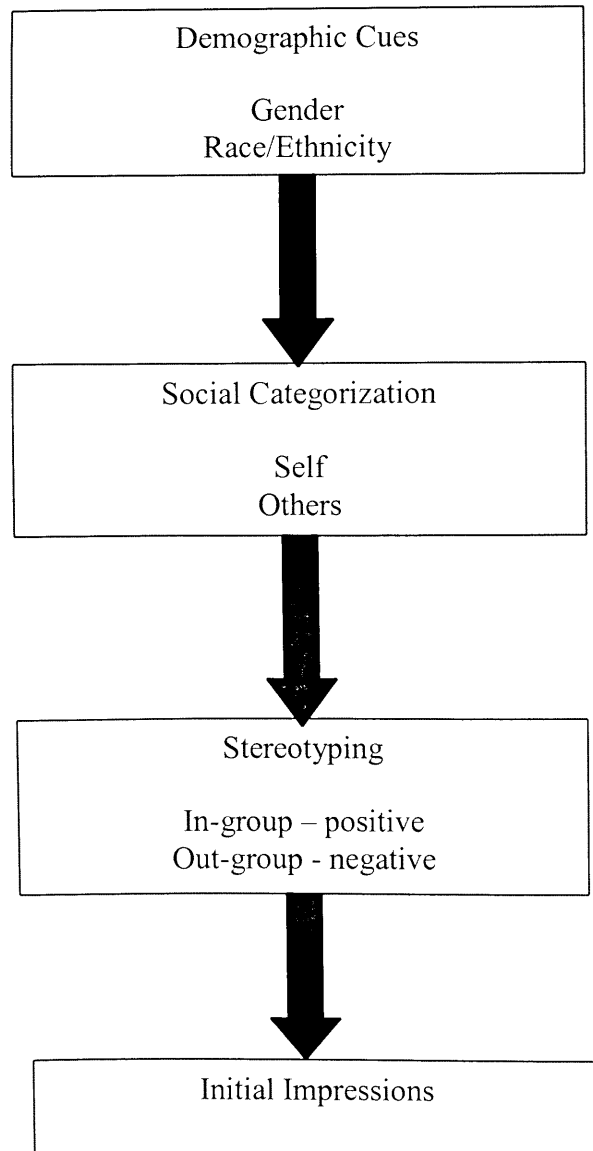 Demographic Cues
Gender
Race/Ethnicity
Social Categorization
Self
Others
Stereotyping
In-group – positive
Out-group - negative
Initial Impressions